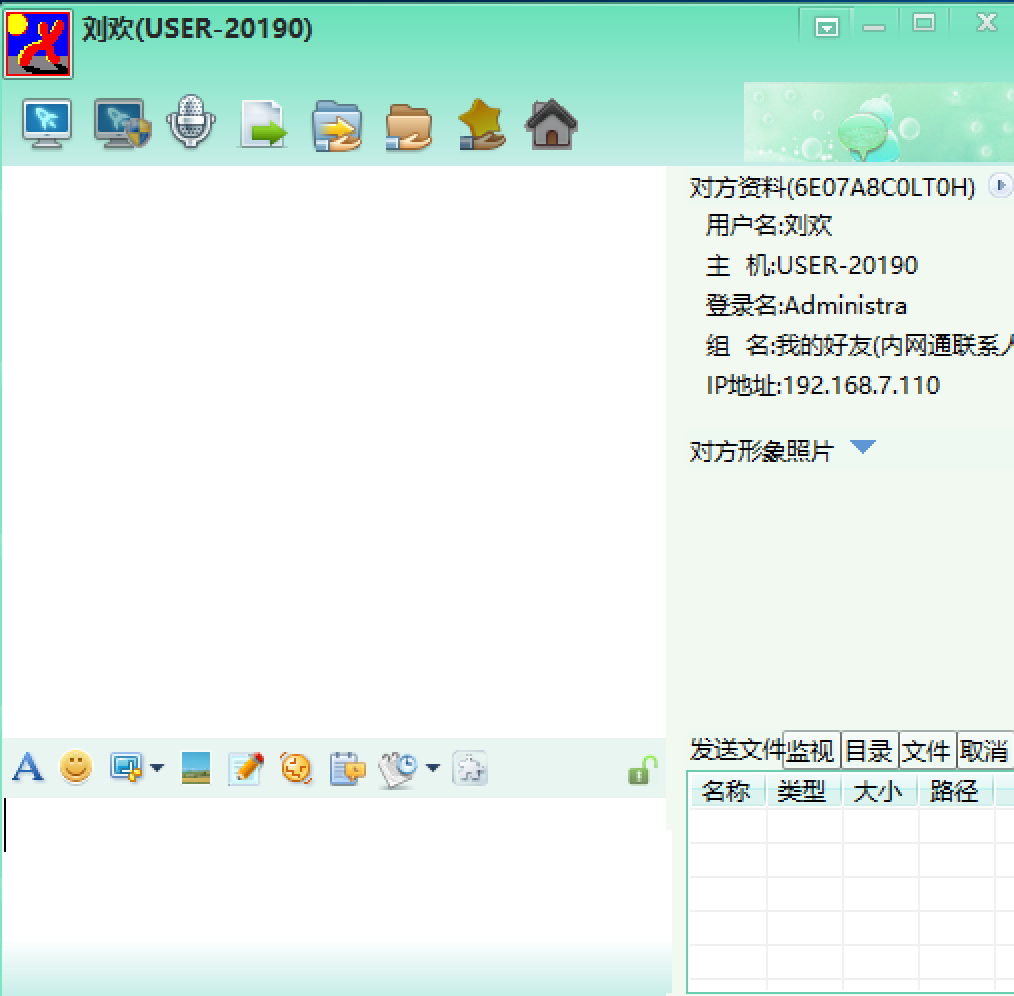 刘欢(USER-20190)
对方资料(6E07A8C0LT0H)
用户名:刘欢
主 机:USER-20190
登录名:Administra
组 名:我的好友(内网通联系人
IP地址:192.168.7.110
对方形象照片
发送文件 监视 目录 文件 取消
名称 类型 大小 路径